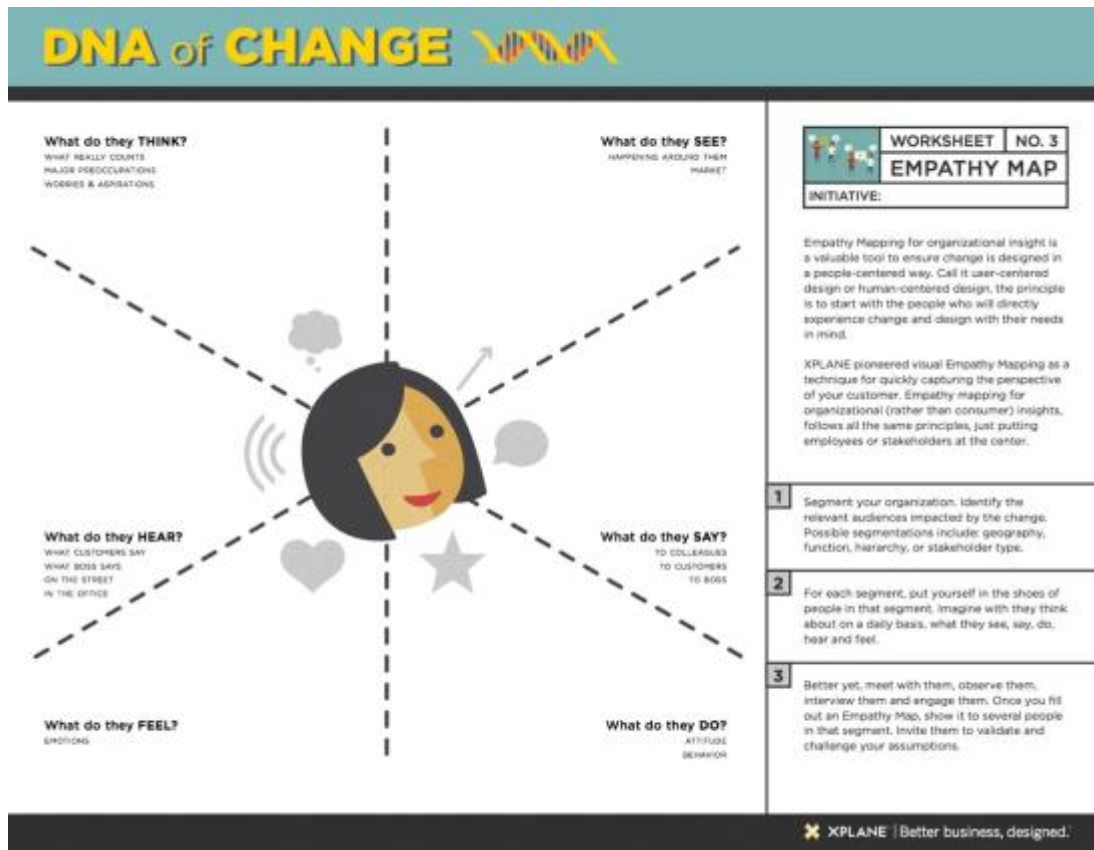 DNA of CHANGE
What do they THINK?
WHAT REALLY COUNTS
MAJOR PREOCCUPATIONS
WORRIES & ASPIRATIONS
What do they SEE?
HAPPENING AROUND THEM
MARKET
What do they HEAR?
WHAT CUSTOMERS SAY
WHAT BOSS SAYS
ON THE STREET
IN THE OFFICE
What do they SAY?
TO COLLEAGUES
TO CUSTOMERS
TO BOSS
What do they FEEL?
EMOTIONS
What do they DO?
ATTITUDE
BEHAVIOR
WORKSHEET NO. 3
EMPATHY MAP
INITIATIVE:
Empathy Mapping for organizational insight is
a valuable tool to ensure change is designed in
a people-centered way. Call it user-centered
design or human-centered design, the principle
is to start with the people who will directly
experience change and design with their needs
in mind.
XPLANE pioneered visual Empathy Mapping as a
technique for quickly capturing the perspective
of your customer. Empathy mapping for
organizational (rather than consumer) insights,
follows all the same principles, just putting
employees or stakeholders at the center.
1
Segment your organization. Identify the
relevant audiences impacted by the change.
Possible segmentations include: geography,
function, hierarchy, or stakeholder type.
2
For each segment, put yourself in the shoes of
people in that segment. Imagine with they think
about on a daily basis, what they see, say, do,
hear and feel.
3
Better yet, meet with them, observe them,
interview them and engage them. Once you fill
out an Empathy Map, show it to several people
in that segment. Invite them to validate and
challenge your assumptions.
XPLANE | Better business, designed.